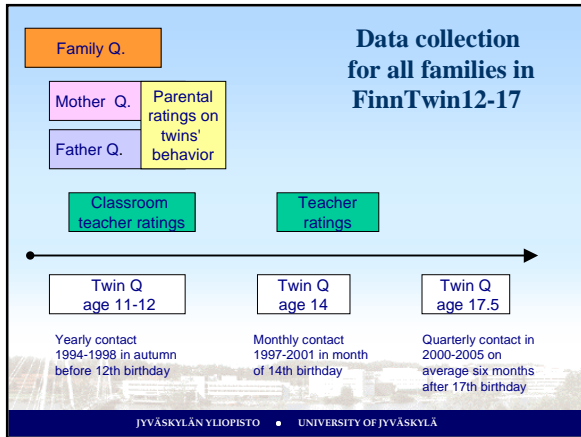 Family Q.
Data collection
for all families in
FinnTwin12-17
Mother Q.
Father Q.
Parental
ratings on
twins'
behavior
Classroom
teacher ratings
Teacher
ratings
Twin Q
age 11-12
Twin Q
age 14
Twin Q
age 17.5
Yearly contact
1994-1998 in autumn
before 12th birthday
Monthly contact
1997-2001 in month
of 14th birthday
Quarterly contact in
2000-2005 on
average six months
after 17th birthday
JYVÄSKYLÄN YLIOPISTO ● UNIVERSITY OF JYVÄSKYLÄ